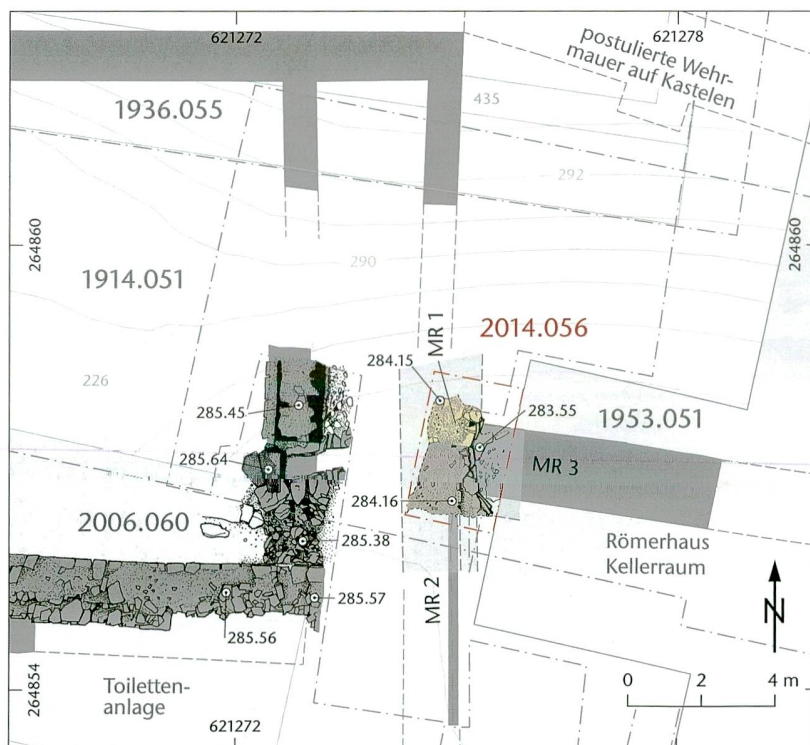 621272
621278
postulierte Wehr-
mauer auf Kastelen
1936.055
435
292
264860
264860
290
1914.051
2014.056
MR 1
284.15
226
285.45
283.55
1953.051
285.64
MR 3
284.16
2006.060
285.38
Römerhaus
Kellerraum
285.57
MR 2
285.56
N
264854
Toiletten-
anlage
0 2 4 m
621272